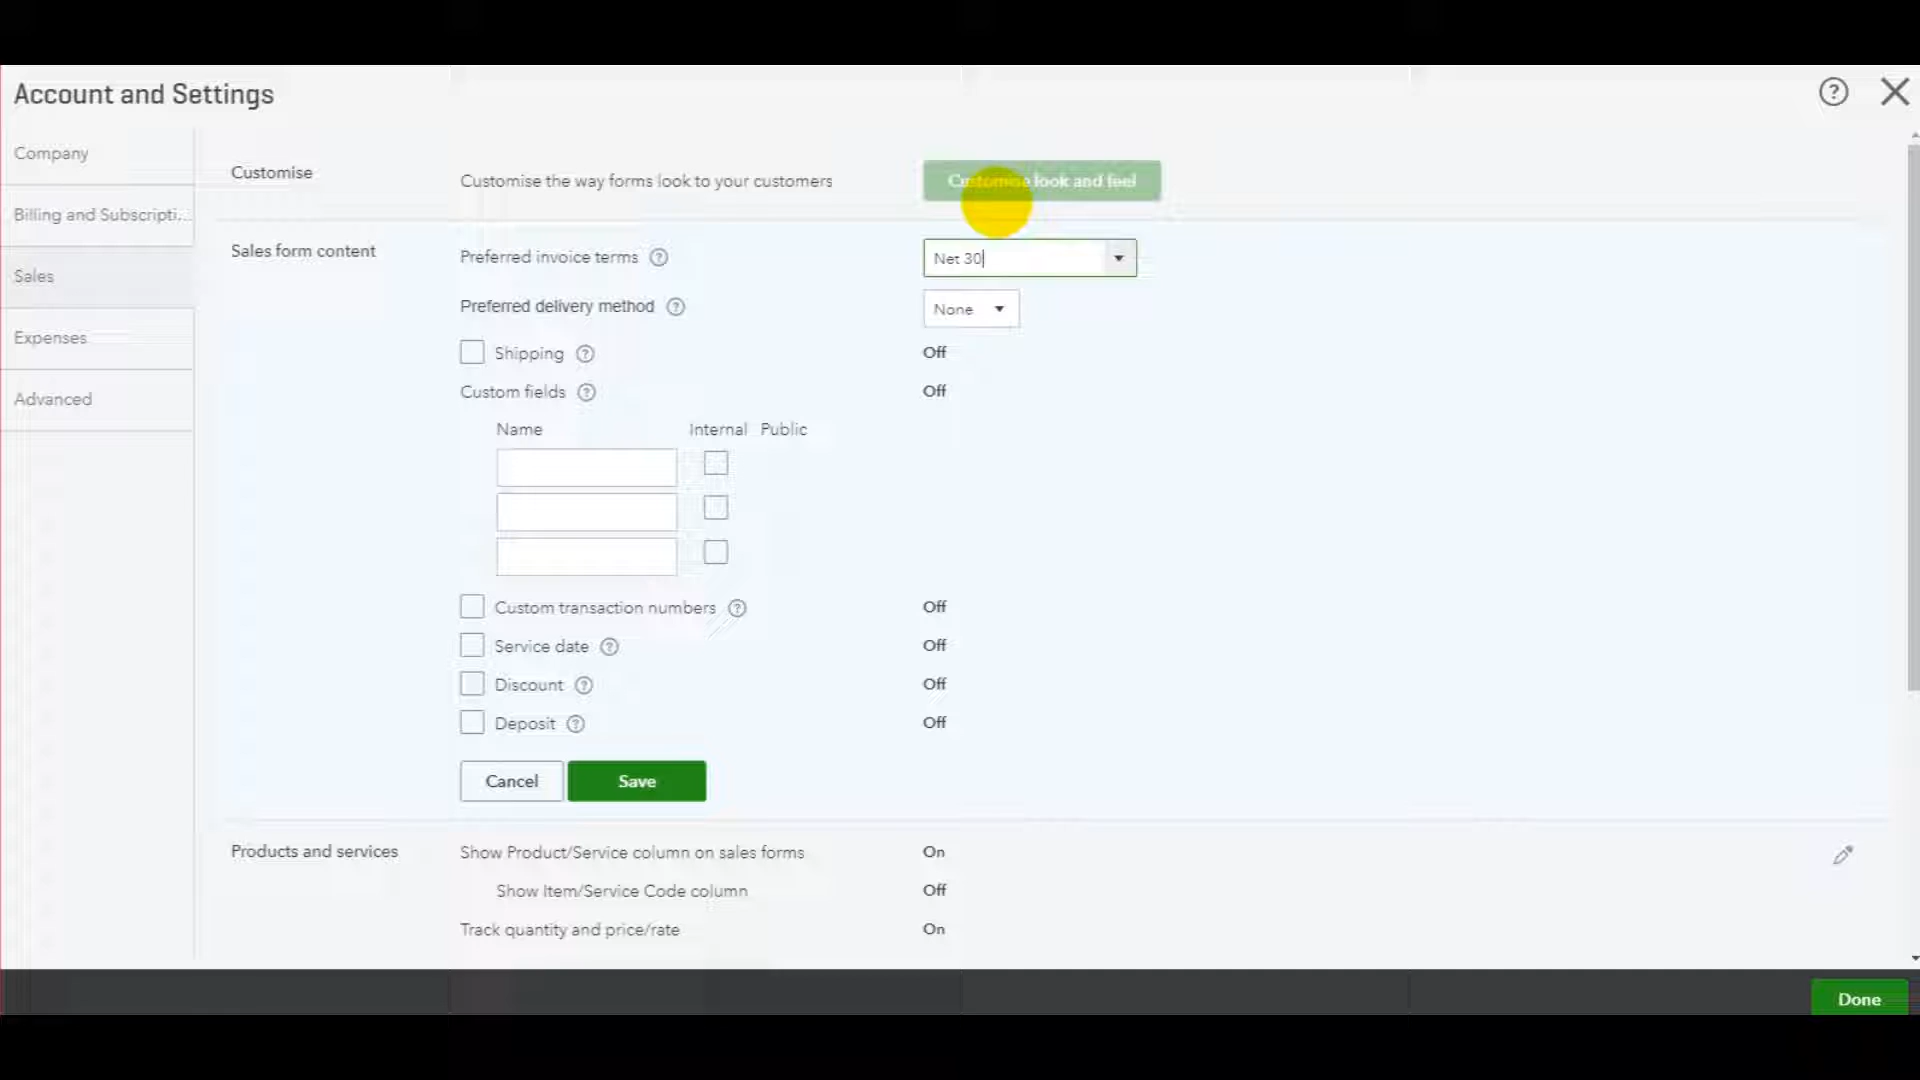 Account and Settings
Company
Billing and Subscripti...
Sales
Expenses
Advanced
Customise
Customise the way forms look to your customers
Customise look and feel
Sales form content
Preferred invoice terms ?
Net 30
Preferred delivery method ?
None
Shipping ?
Off
Custom fields ?
Off
Name Internal Public
Custom transaction numbers ?
Off
Service date ?
Off
Discount ?
Off
Deposit ?
Off
Cancel
Save
Products and services
Show Product/Service column on sales forms
On
Show Item/Service Code column
Off
Track quantity and price/rate
On
Done